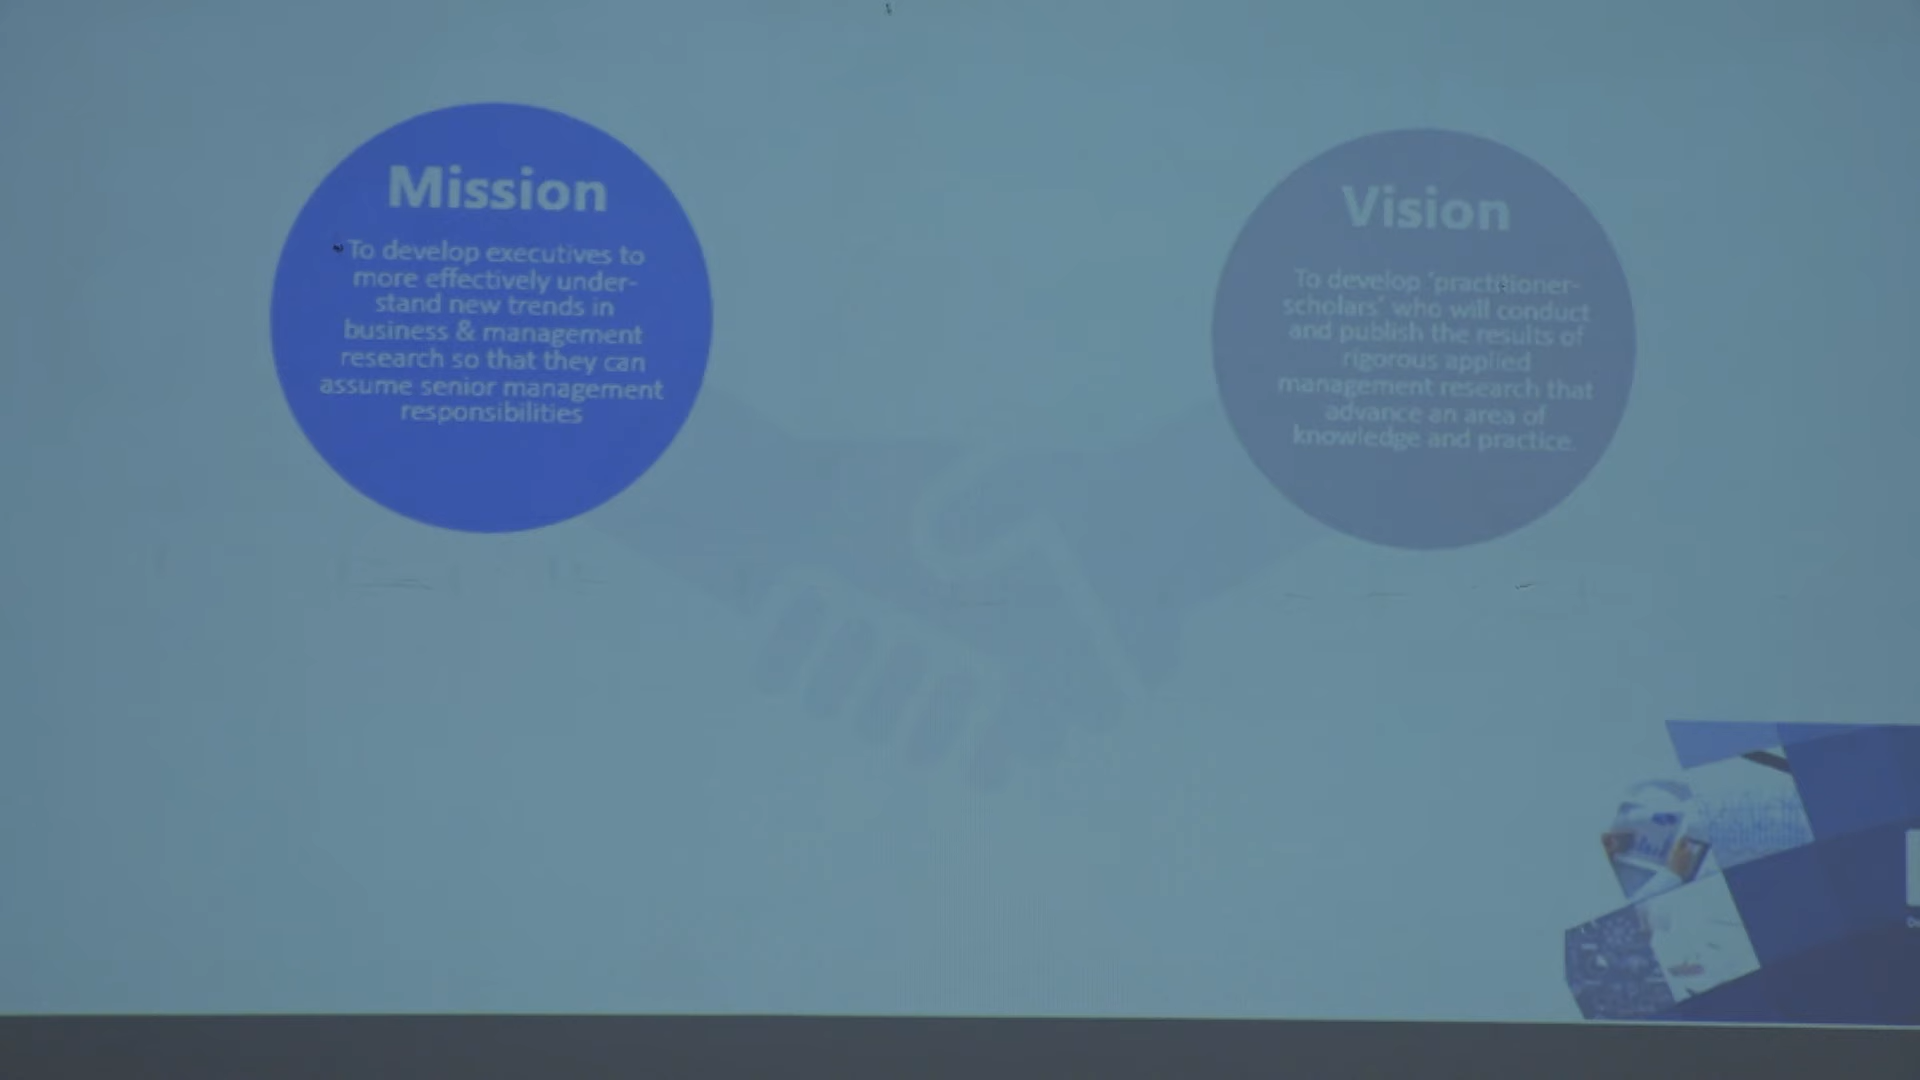 Mission
To develop executives to
more effectively under-
stand new trends in
business & management
research so that they can
assume senior management
responsibilities
Vision
To develop 'practitioner-
scholars' who will conduct
and publish the results of
rigorous applied
management research that
advance an area of
knowledge and practice.